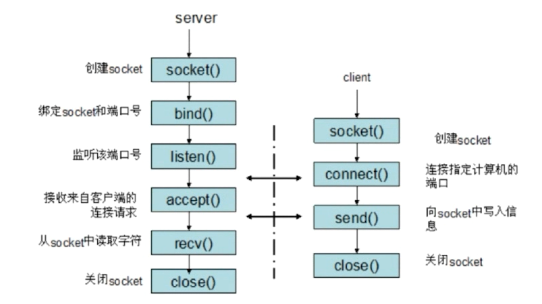 server
创建socket
socket()
绑定socket和端口号
bind()
监听该端口号
listen()
接收来自客户端的
连接请求
accept()
从socket中读取字符
recv()
关闭socket
close()
client
socket()
创建socket
connect()
连接指定计算机的
端口
send()
向socket中写入信
息
close()
关闭socket